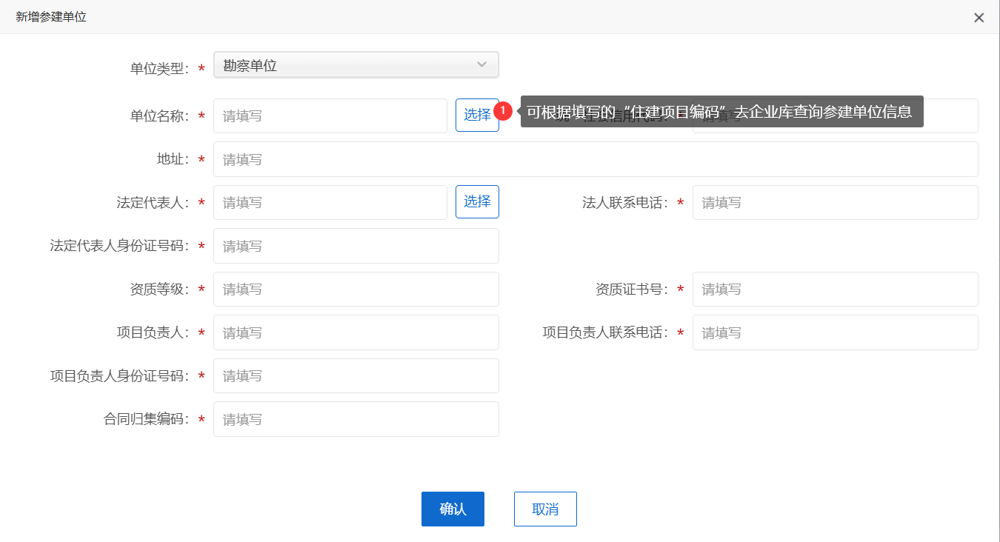 新增参建单位
单位类型：* 勘察单位
单位名称：* 请填写 选择 1 可根据填写的“住建项目编码”去企业库查询参建单位信息
地址：* 请填写
法定代表人：* 请填写 选择 法人联系电话：* 请填写
法定代表人身份证号码：* 请填写
资质等级：* 请填写 资质证书号：* 请填写
项目负责人：* 请填写 项目负责人联系电话：* 请填写
项目负责人身份证号码：* 请填写
合同归集编码：* 请填写
确认 取消